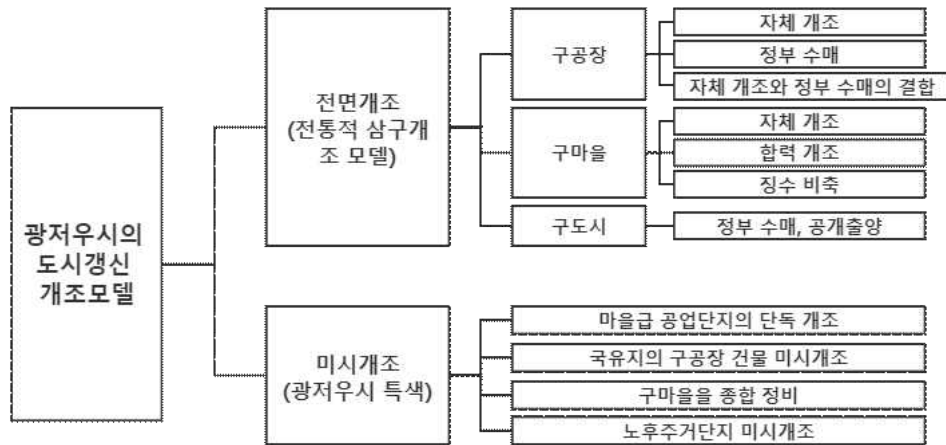 광저우시의
도시갱신
개조모델
전면개조
(전통적 삼구개
조 모델)
구공장
자체 개조
정부 수매
자체 개조와 정부 수매의 결합
구마을
자체 개조
합력 개조
징수 비축
구도시
정부 수매, 공개출양
미시개조
(광저우시 특색)
마을급 공업단지의 단독 개조
국유지의 구공장 건물 미시개조
구마을을 종합 정비
노후주거단지 미시개조